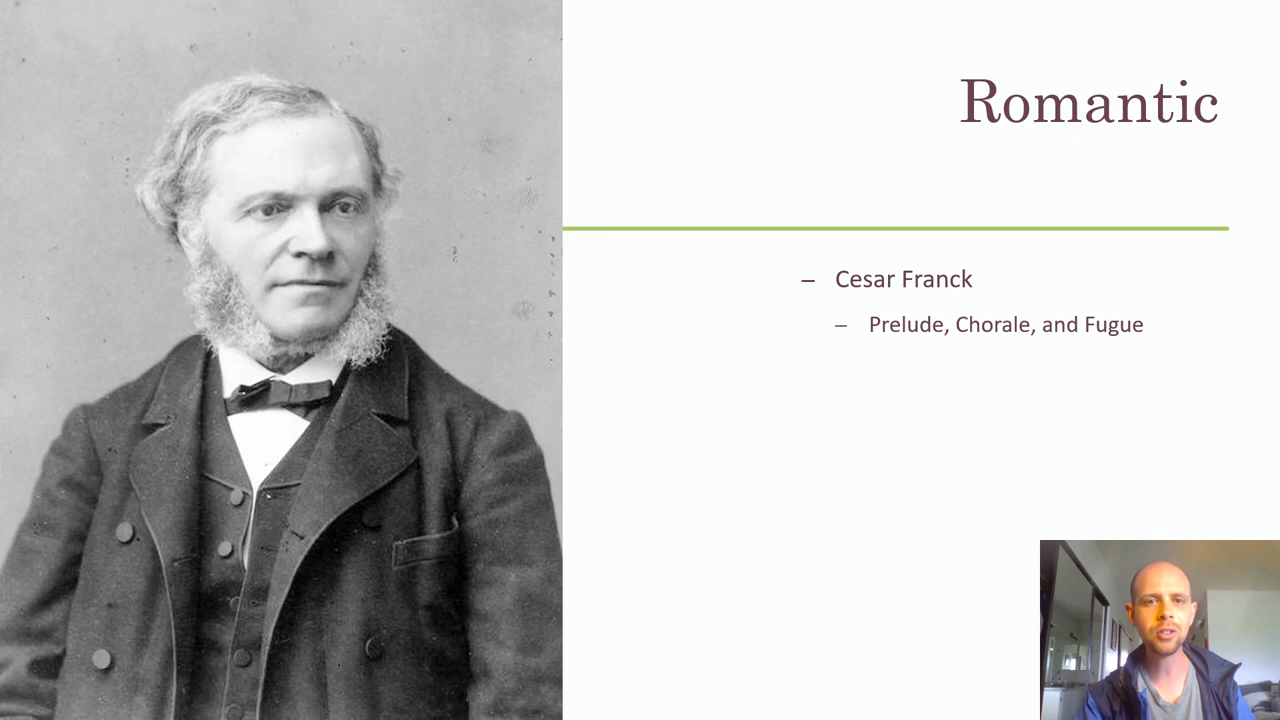 Romantic
– Cesar Franck
– Prelude, Chorale, and Fugue